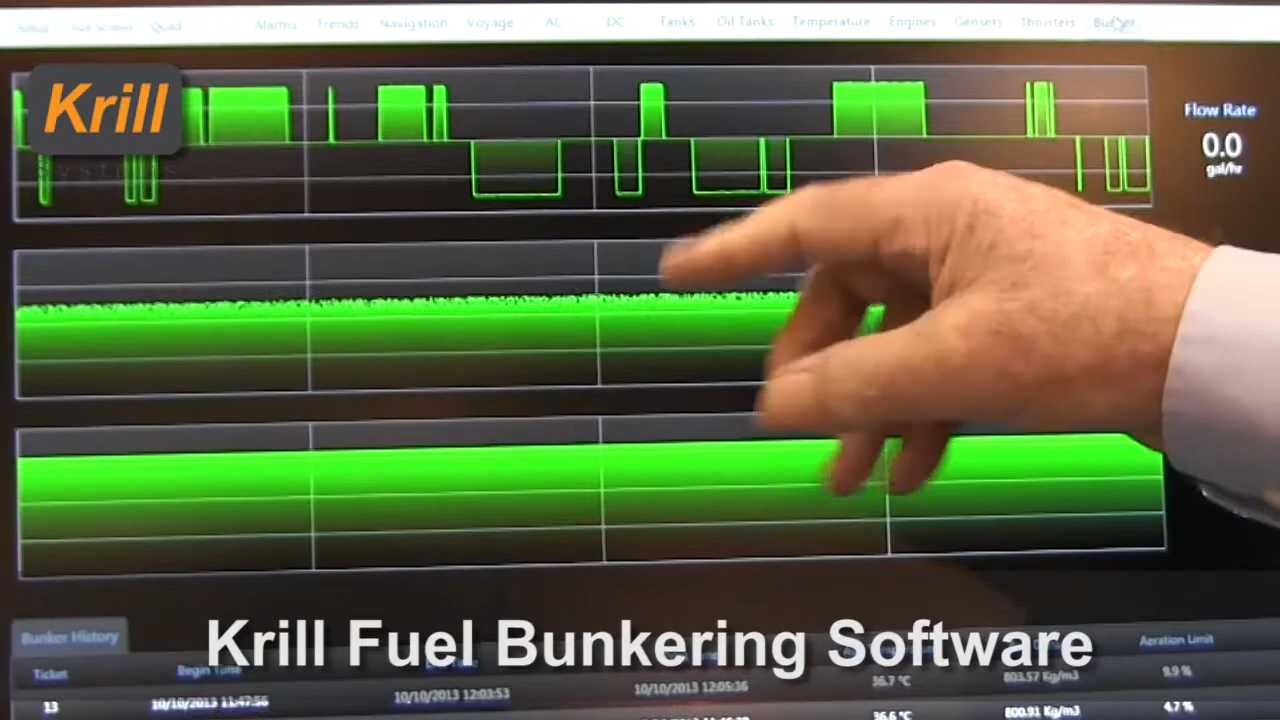 Setup Full Screen Quad Alarms Trends Navigation Voyage AC DC Tanks Oil Tanks Temperature Engines Gensets Thrusters Bunker
Krill
Systems
Flow Rate
0.0
gal/hr
Krill Fuel Bunkering Software
Bunker History
Ticket Begin Time Aeration Limit
10/10/2013 12:03:53 10/10/2013 12:05:36 36.7 °C 803.57 Kg/m3 9.9 %
13 10/10/2013 11:47:56 36.6 °C 800.91 Kg/m3 4.7 %